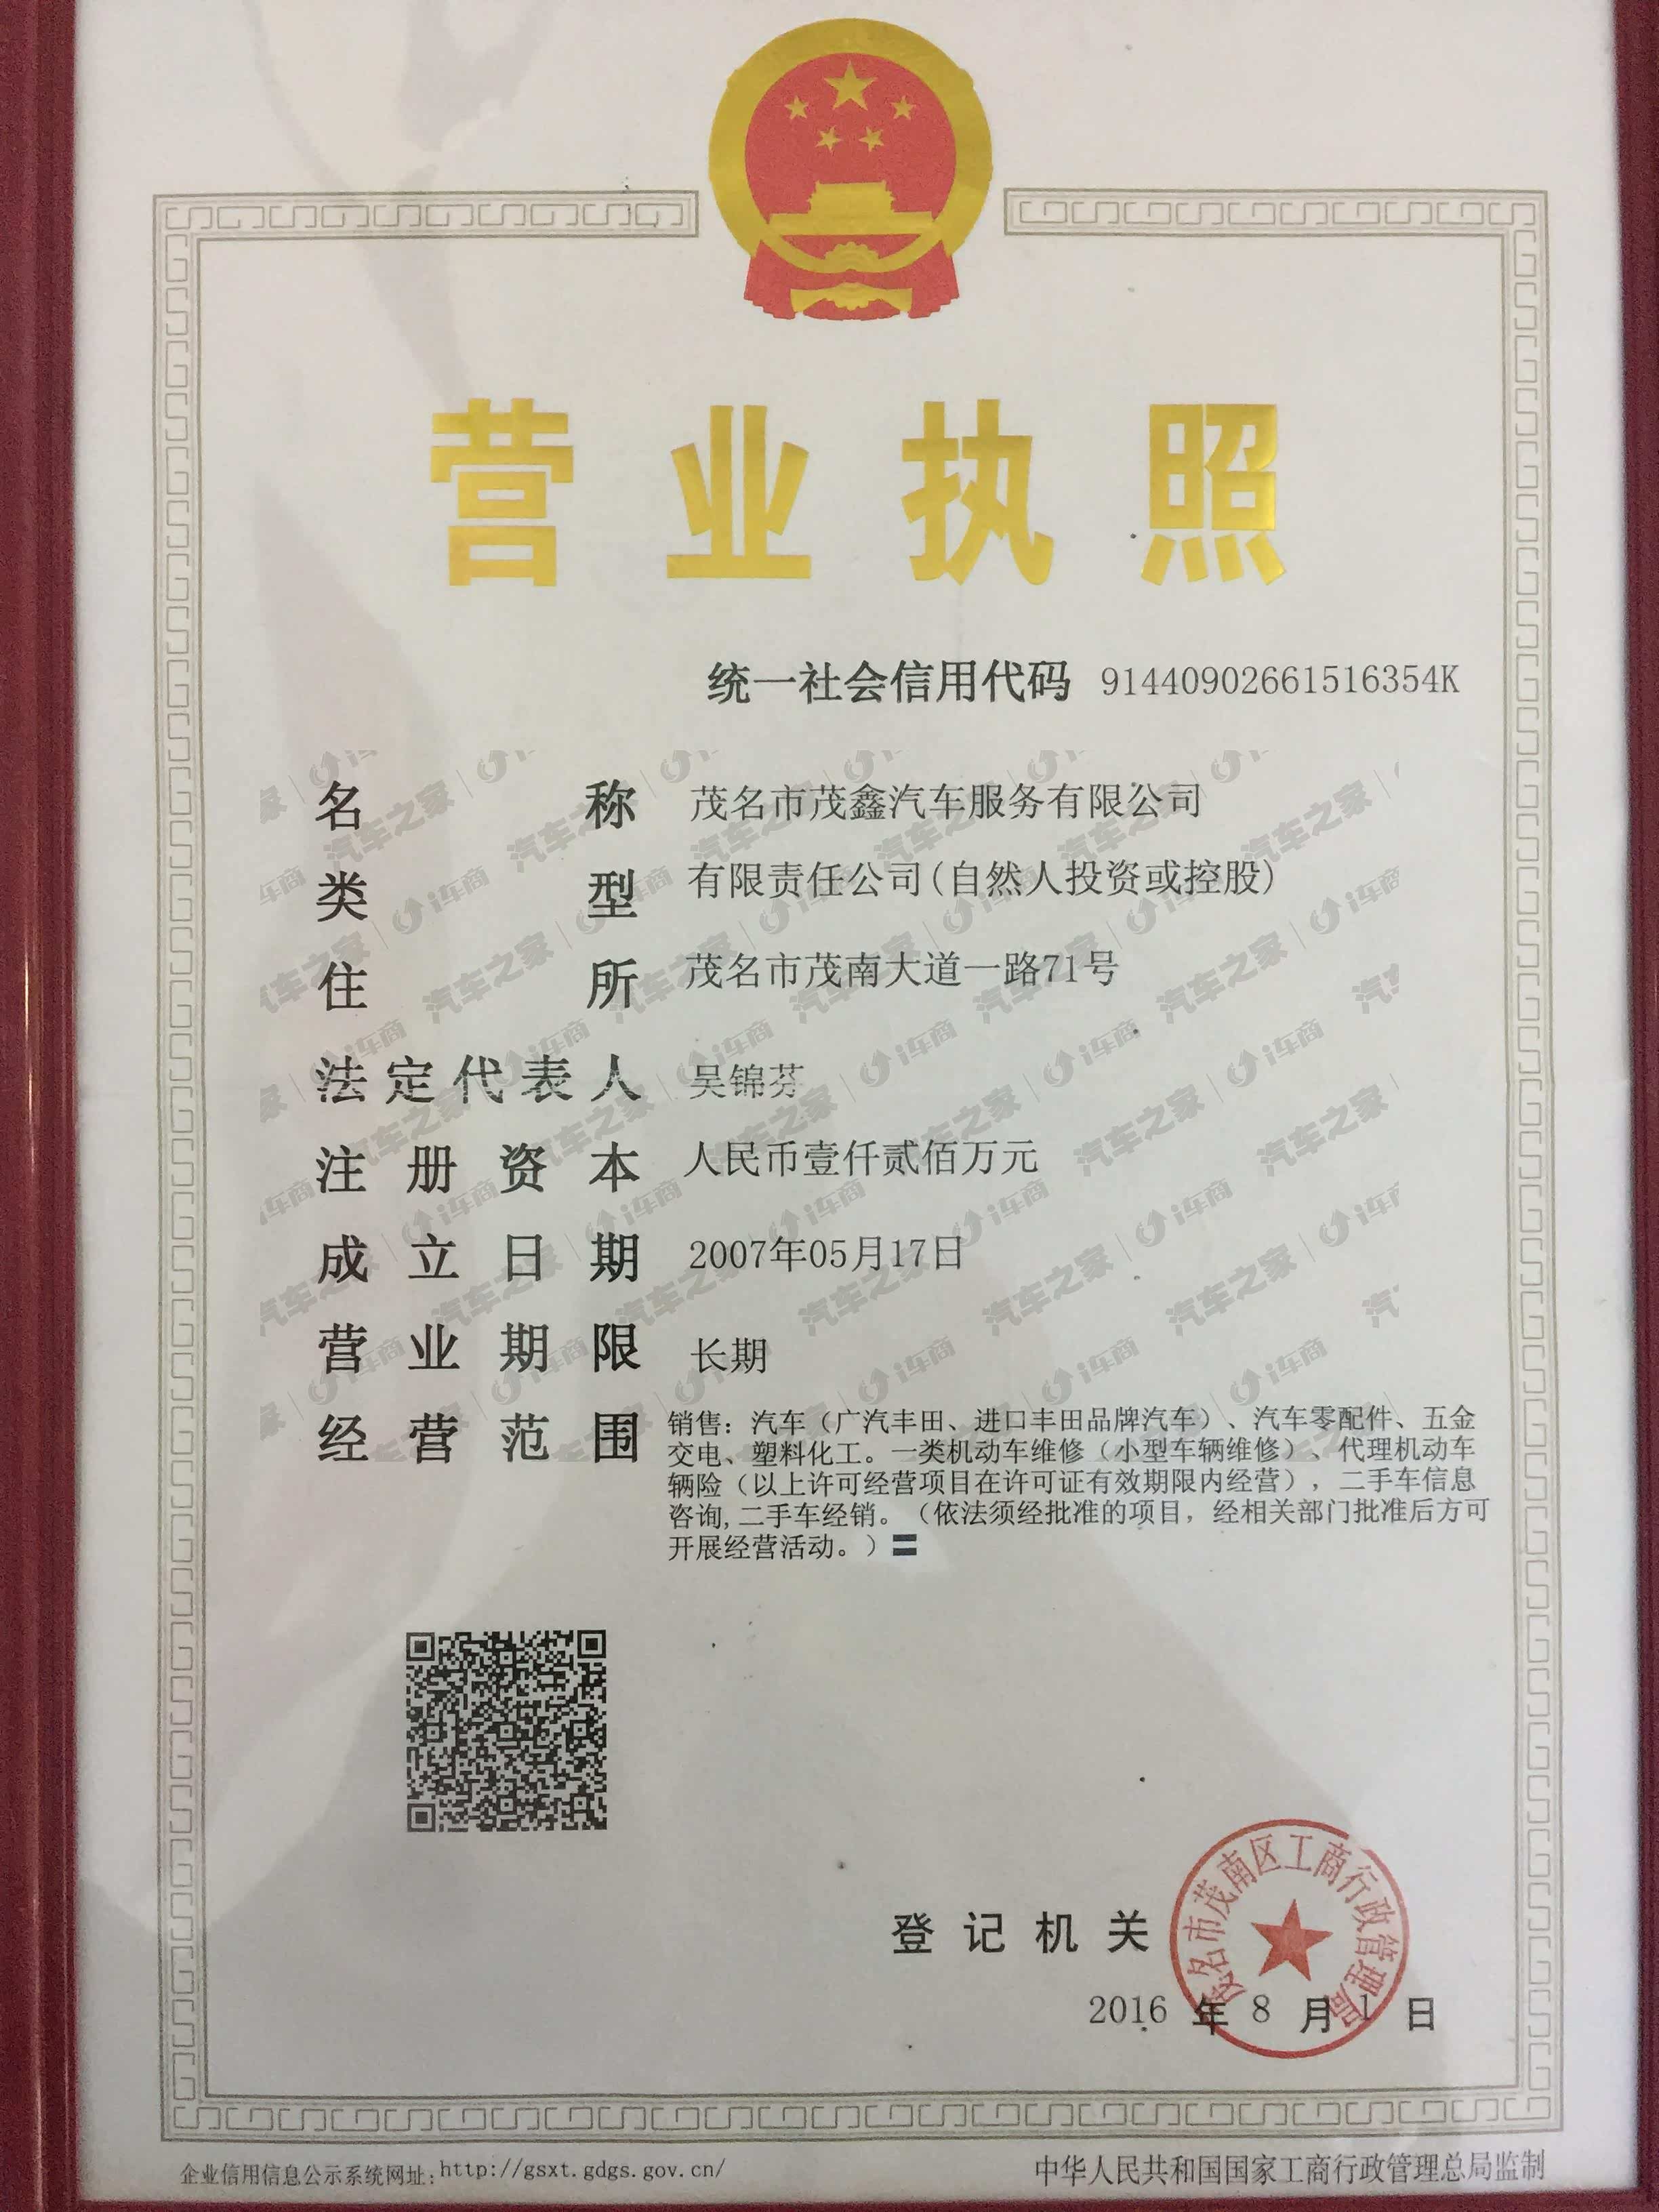 营业执照
统一社会信用代码 91440902661516354K
名称 茂名市茂鑫汽车服务有限公司
类型 有限责任公司(自然人投资或控股)
住所 茂名市茂南大道一路71号
法定代表人 吴锦芬
注册资本 人民币壹仟贰佰万元
成立日期 2007年05月17日
营业期限 长期
经营范围 销售：汽车（广汽丰田、进口丰田品牌汽车）、汽车零配件、五金
交电、塑料化工。一类机动车维修（小型车辆维修）、代理机动车
辆险（以上许可经营项目在许可证有效期限内经营），二手车信息
咨询,二手车经销。（依法须经批准的项目，经相关部门批准后方可
开展经营活动。）〓
登记机关
茂名市茂南区工商行政管理局
2016年8月1日
企业信用信息公示系统网址：http://gsxt.gdgs.gov.cn/
中华人民共和国国家工商行政管理总局监制
汽车之家 | i车商